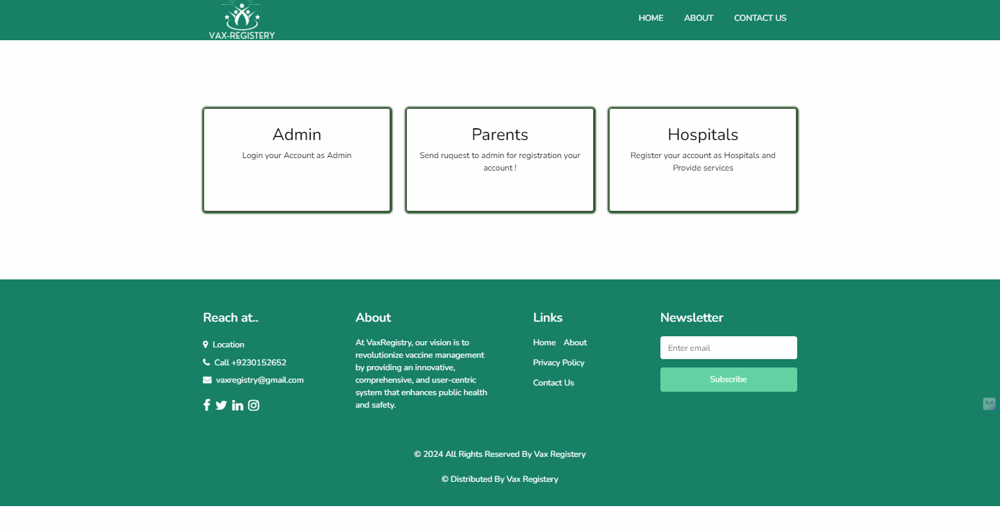 VAX-REGISTERY
HOME ABOUT CONTACT US
Admin
Login your Account as Admin
Parents
Send ruquest to admin for registration your
account !
Hospitals
Register your account as Hospitals and
Provide services
Reach at..
Location
Call +9230152652
vaxregistry@gmail.com
About
At VaxRegistry, our vision is to
revolutionize vaccine management
by providing an innovative,
comprehensive, and user-centric
system that enhances public health
and safety.
Links
Home About
Privacy Policy
Contact Us
Newsletter
Enter email
Subscribe
© 2024 All Rights Reserved By Vax Registery
© Distributed By Vax Registery